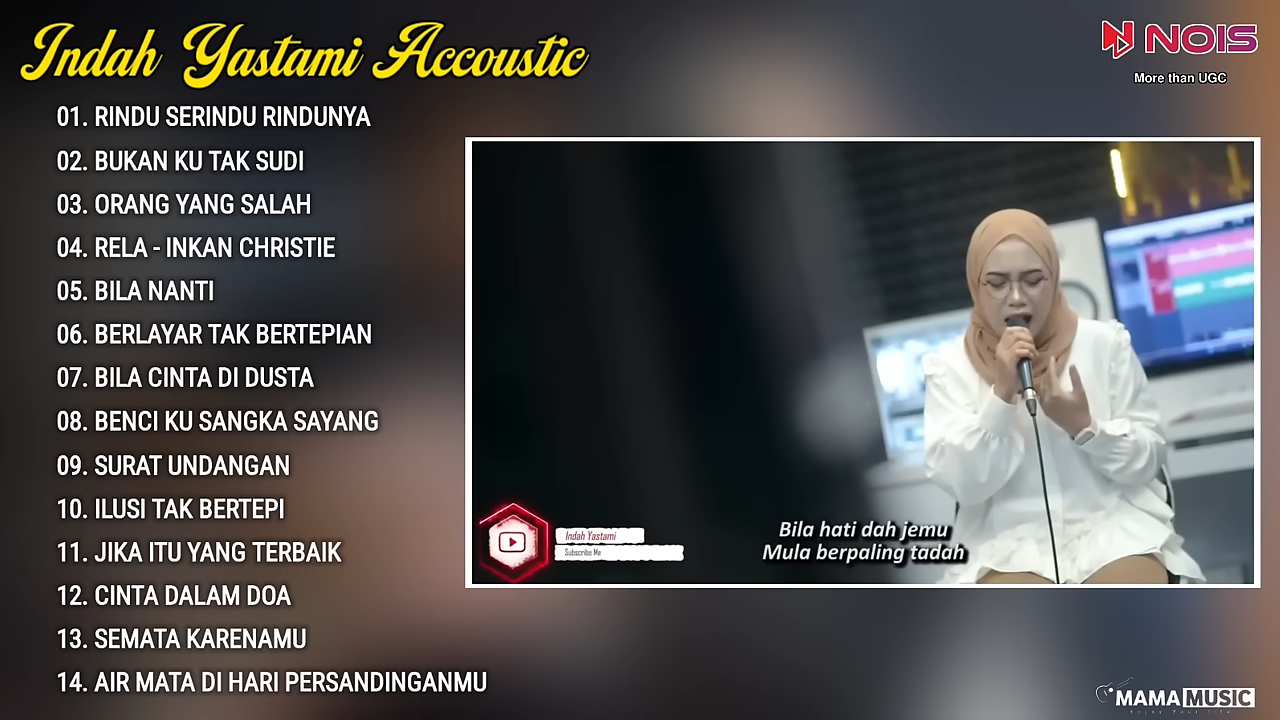 Indah Yastami Accoustic
NOIS
More than UGC
01. RINDU SERINDU RINDUNYA
02. BUKAN KU TAK SUDI
03. ORANG YANG SALAH
04. RELA - INKAN CHRISTIE
05. BILA NANTI
06. BERLAYAR TAK BERTEPIAN
07. BILA CINTA DI DUSTA
08. BENCI KU SANGKA SAYANG
09. SURAT UNDANGAN
10. ILUSI TAK BERTEPI
11. JIKA ITU YANG TERBAIK
12. CINTA DALAM DOA
13. SEMATA KARENAMU
14. AIR MATA DI HARI PERSANDINGANMU
Indah Yastami
Subscribe Me
Bila hati dah jemu
Mula berpaling tadah
MAMA MUSIC
Enjoy Your Life